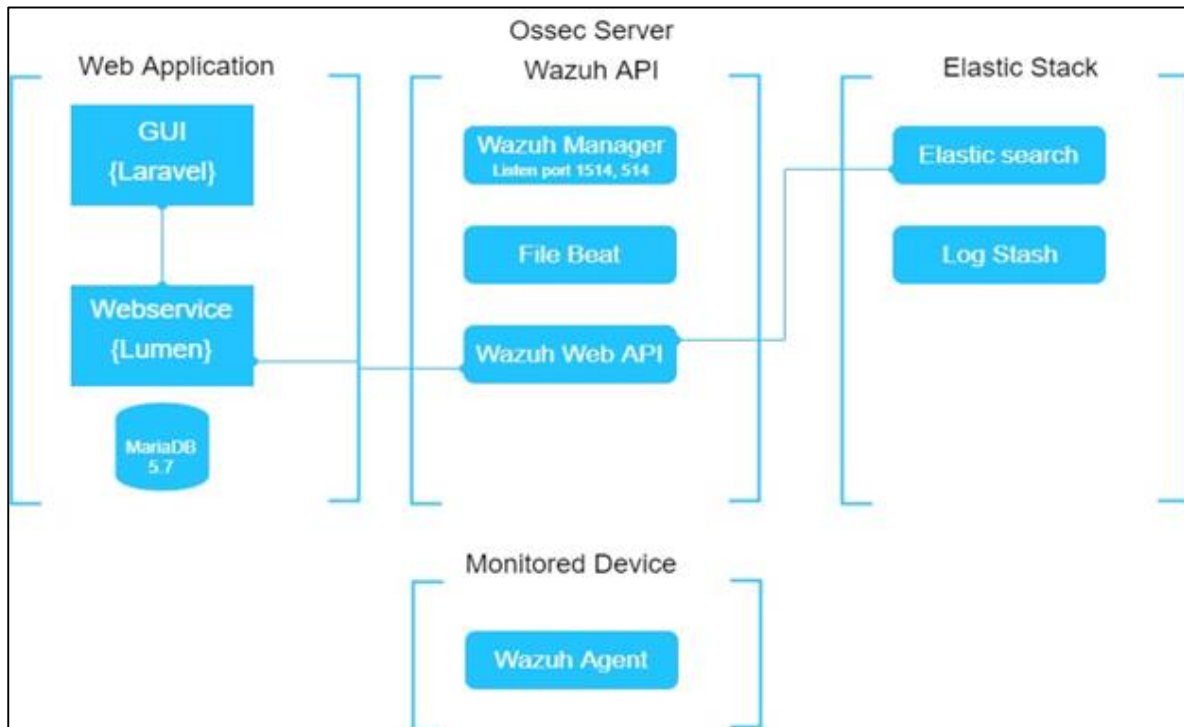 Web Application
GUI
{Laravel}
Webservice
{Lumen}
MariaDB
5.7
Ossec Server
Wazuh API
Wazuh Manager
Listen port 1514, 514
File Beat
Wazuh Web API
Elastic Stack
Elastic search
Log Stash
Monitored Device
Wazuh Agent